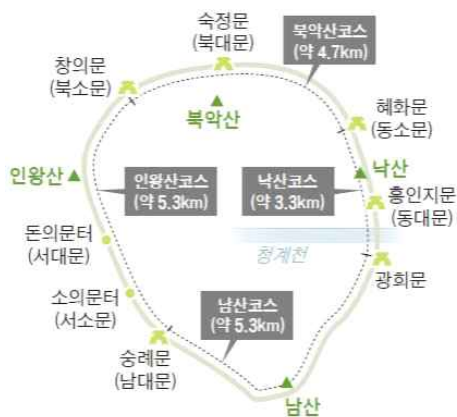 숙정문
(북대문)
북악산코스
(약 4.7km)
창의문
(북소문)
북악산
혜화문
(동소문)
인왕산
인왕산코스
(약 5.3km)
낙산코스
(약 3.3km)
낙산
흥인지문
(동대문)
돈의문터
(서대문)
청계천
광희문
소의문터
(서소문)
남산코스
(약 5.3km)
숭례문
(남대문)
남산